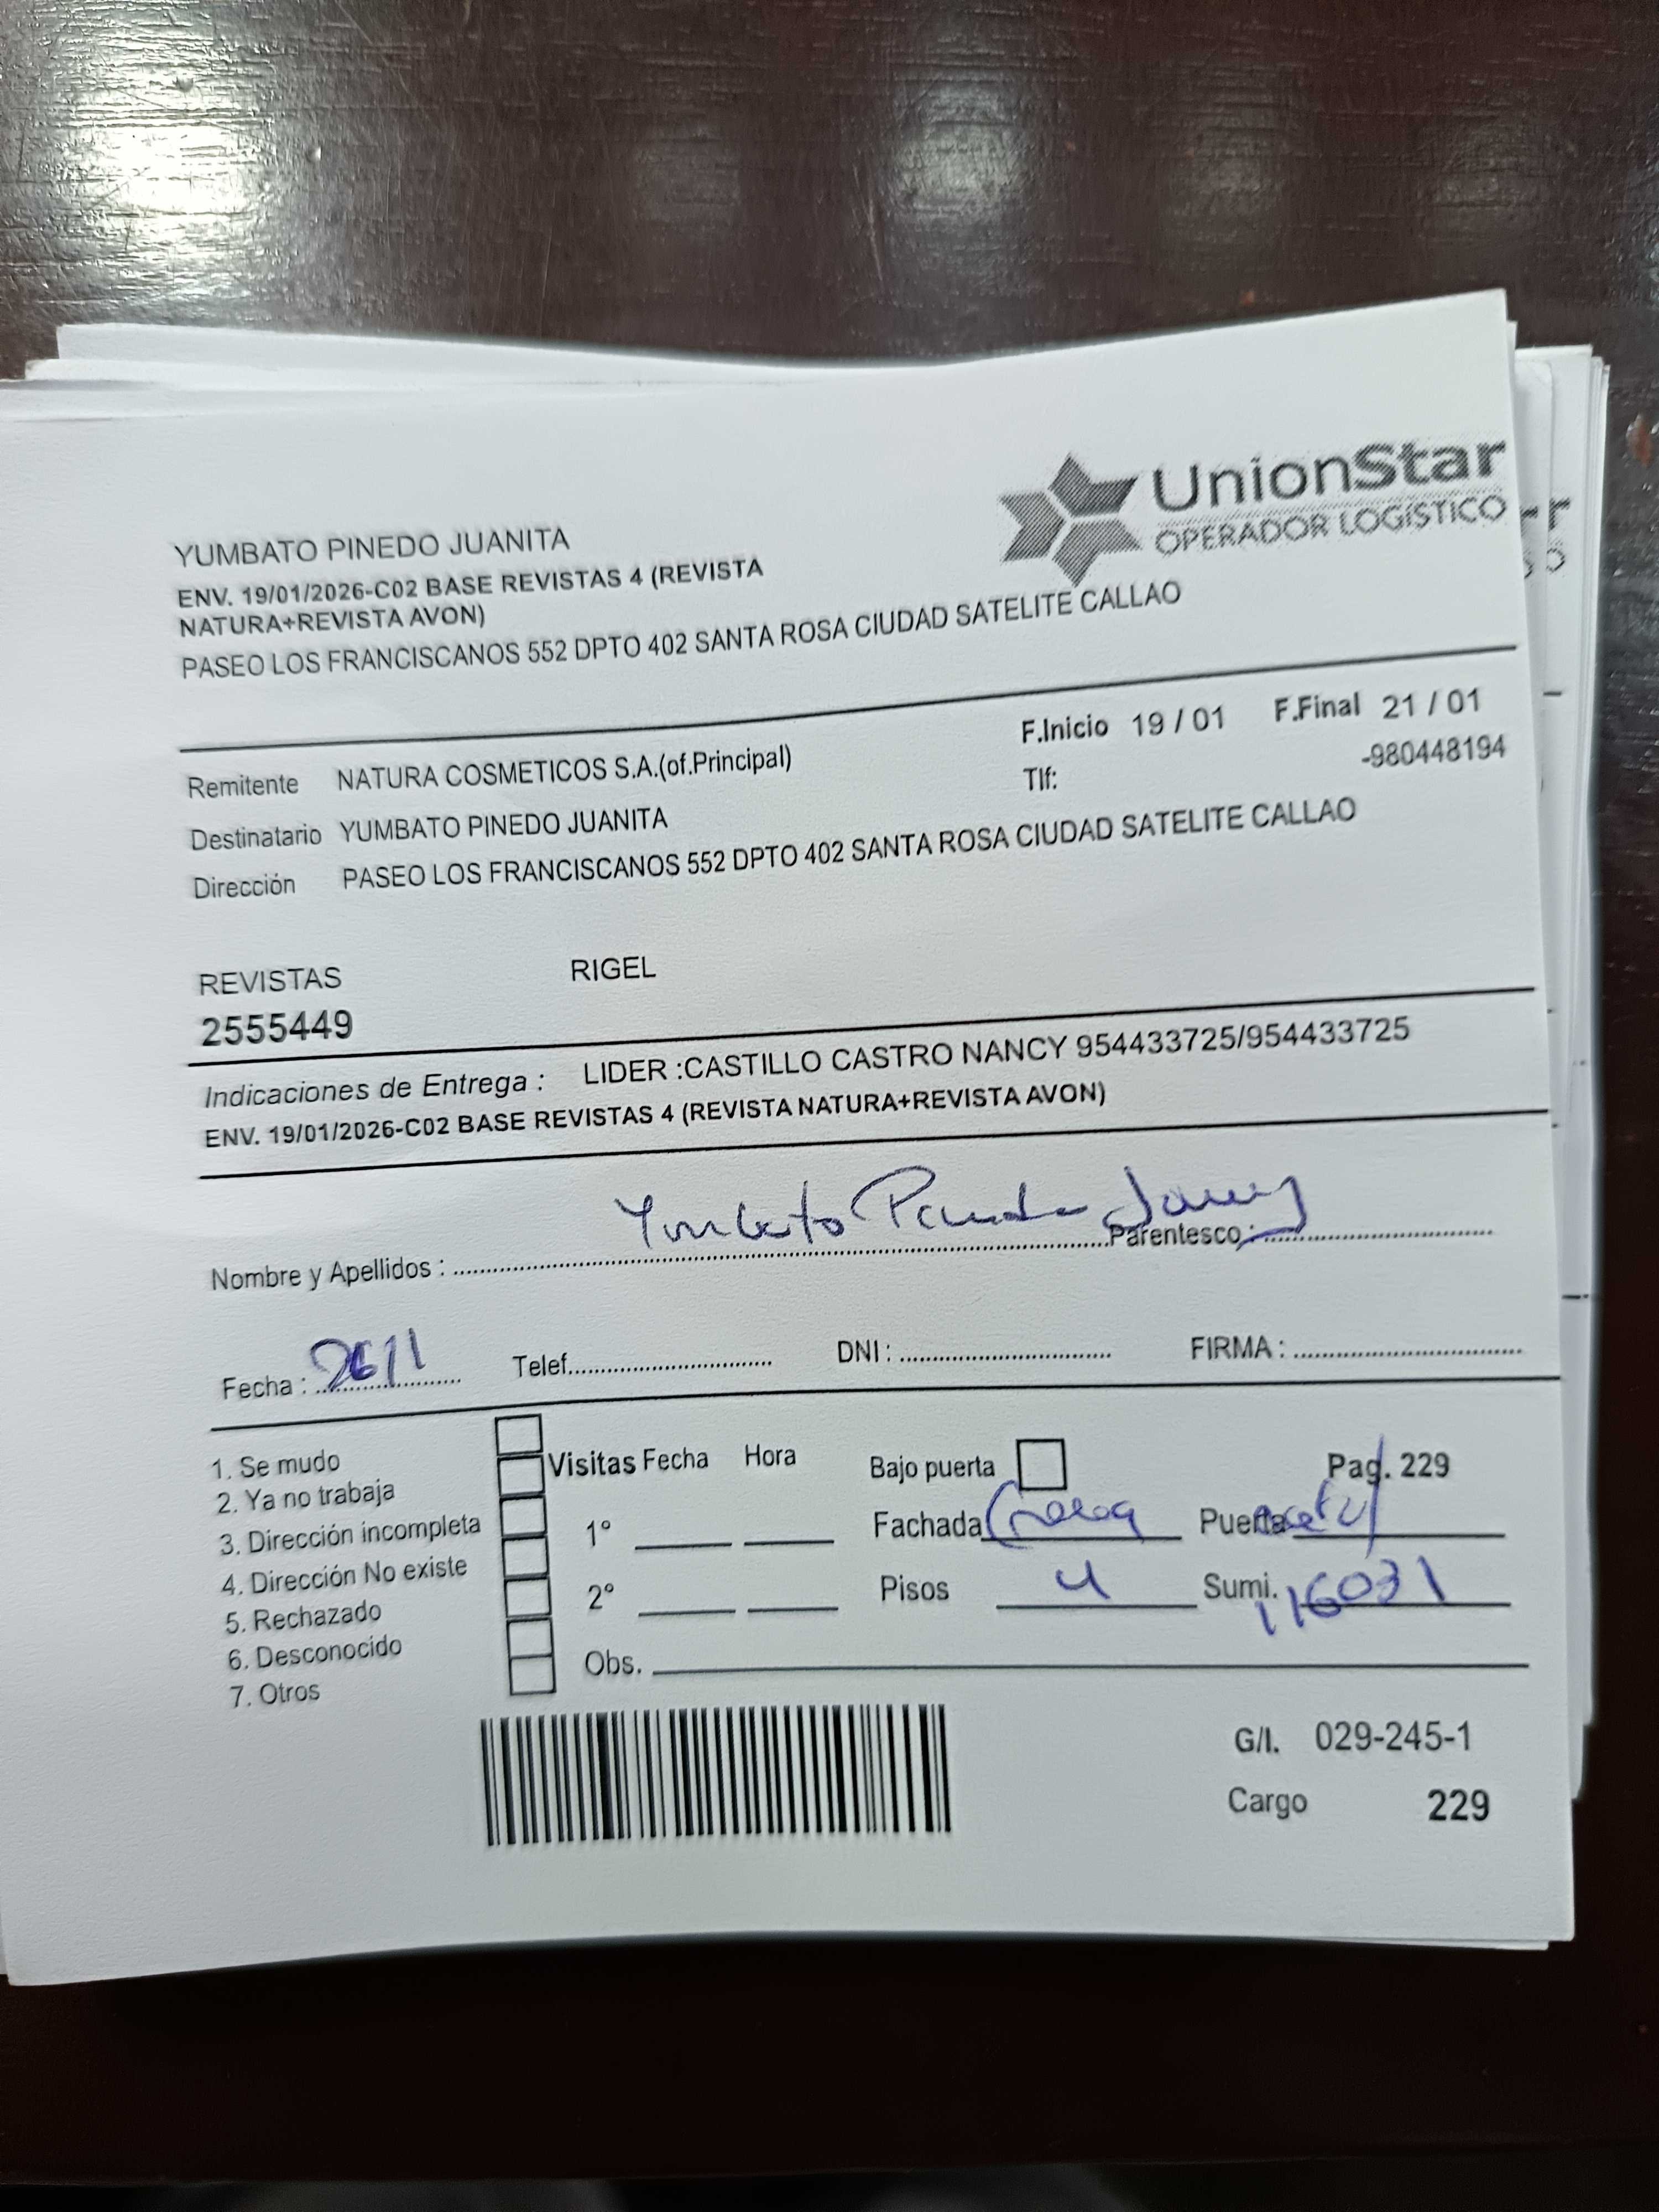 UnionStar
OPERADOR LOGÍSTICO
YUMBATO PINEDO JUANITA
ENV. 19/01/2026-C02 BASE REVISTAS 4 (REVISTA
NATURA+REVISTA AVON)
PASEO LOS FRANCISCANOS 552 DPTO 402 SANTA ROSA CIUDAD SATELITE CALLAO
F.Inicio 19 / 01 F.Final 21 / 01
Remitente NATURA COSMETICOS S.A.(of.Principal) Tlf: -980448194
Destinatario YUMBATO PINEDO JUANITA
Dirección PASEO LOS FRANCISCANOS 552 DPTO 402 SANTA ROSA CIUDAD SATELITE CALLAO
REVISTAS RIGEL
2555449
Indicaciones de Entrega : LIDER :CASTILLO CASTRO NANCY 954433725/954433725
ENV. 19/01/2026-C02 BASE REVISTAS 4 (REVISTA NATURA+REVISTA AVON)
Nombre y Apellidos : Yumbato Parentesco :
Fecha : Telef. DNI : FIRMA :
1. Se mudo
2. Ya no trabaja
3. Dirección incompleta
4. Dirección No existe
5. Rechazado
6. Desconocido
7. Otros
Visitas Fecha Hora Bajo puerta Pag. 229
1° Fachada Puerta
2° Pisos 4 Sumi. 116031
Obs.
G/I. 029-245-1
Cargo 229